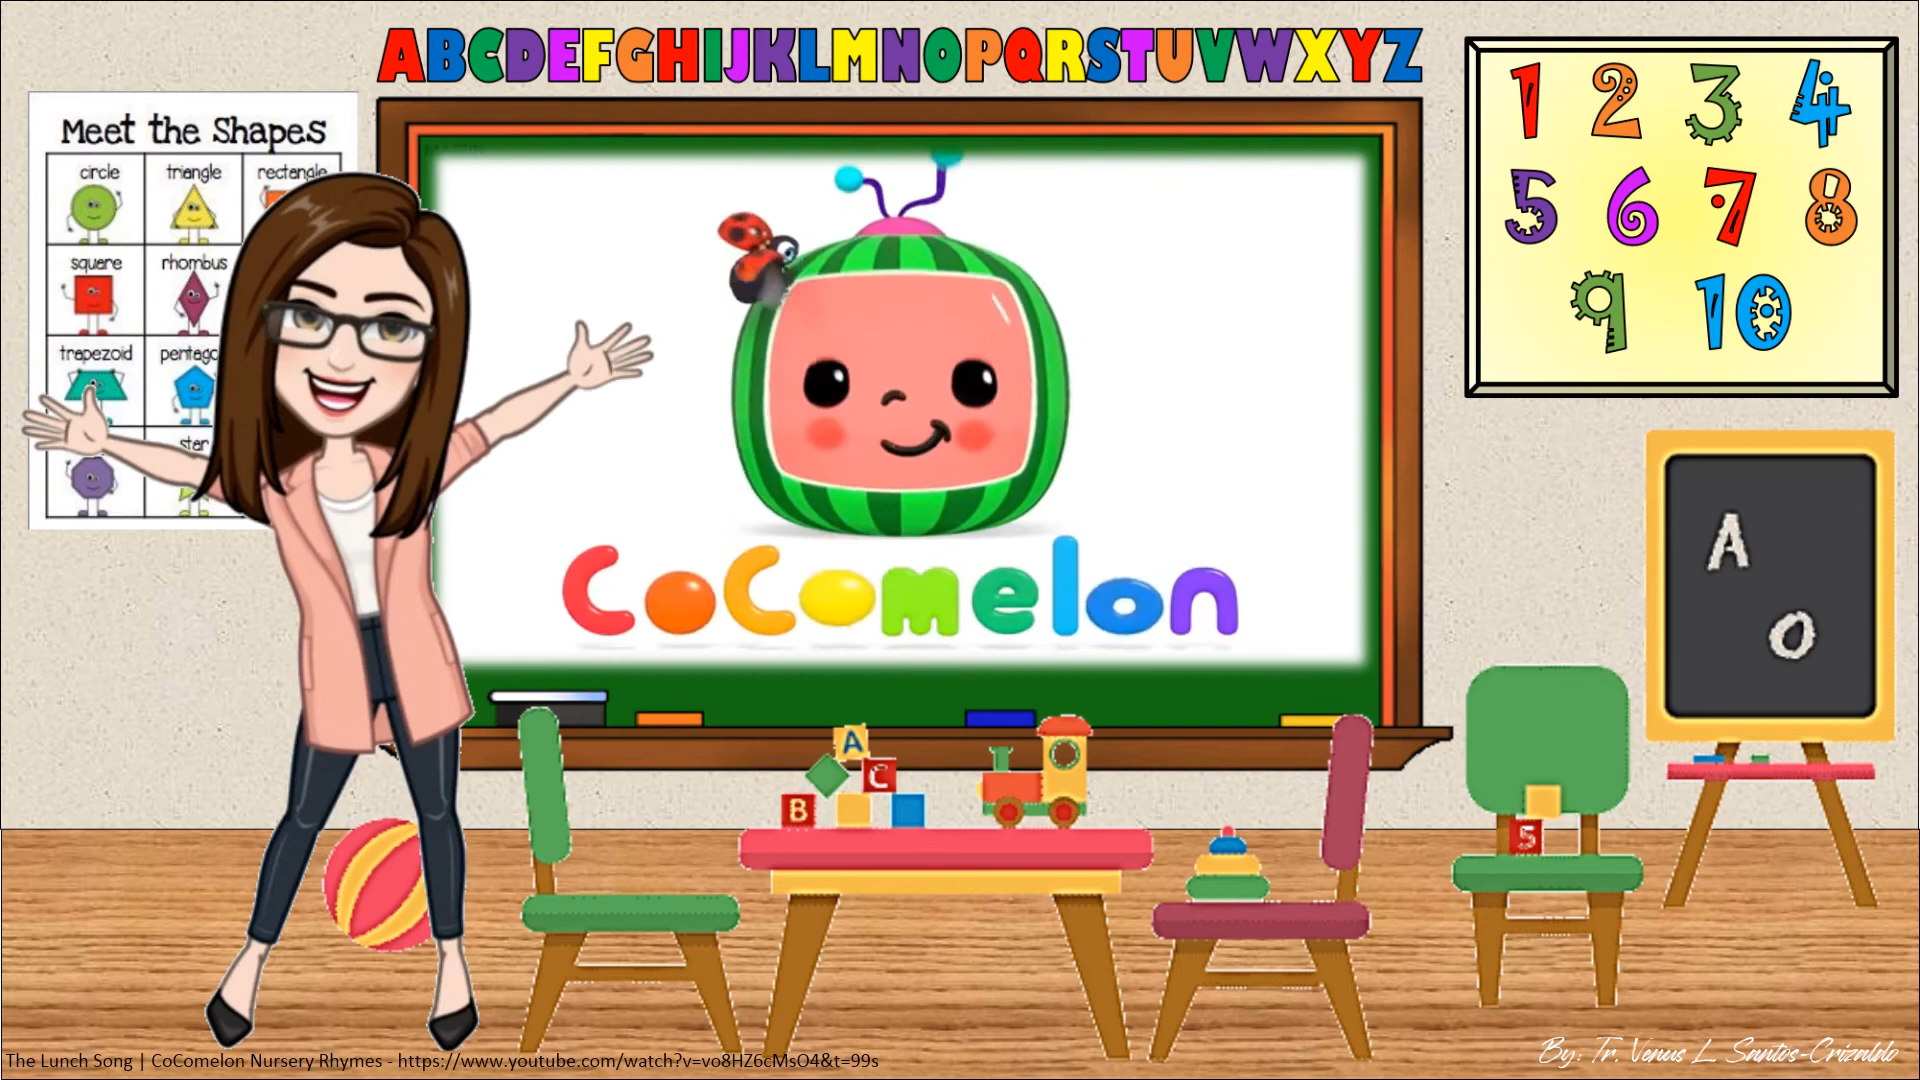 ABCDEFGHIJKLMNOPQRSTUVWXYZ
Meet the Shapes
circle triangle rectangle
square rhombus
trapezoid pentago
star
CoComelon
1 2 3 4
5 6 7 8
9 10
A
O
A
C
B
5
The Lunch Song | CoComelon Nursery Rhymes - https://www.youtube.com/watch?v=vo8HZ6cMsO4&t=99s
By: Tr. Venus L. Santos-Crizaldo